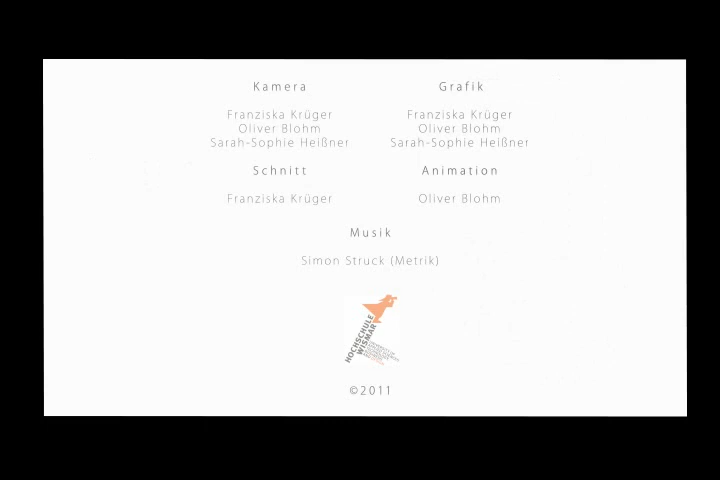 Kamera
Franziska Krüger
Oliver Blohm
Sarah-Sophie Heißner
Grafik
Franziska Krüger
Oliver Blohm
Sarah-Sophie Heißner
Schnitt
Franziska Krüger
Animation
Oliver Blohm
Musik
Simon Struck (Metrik)
HOCHSCHULE
WISMAR
©2011